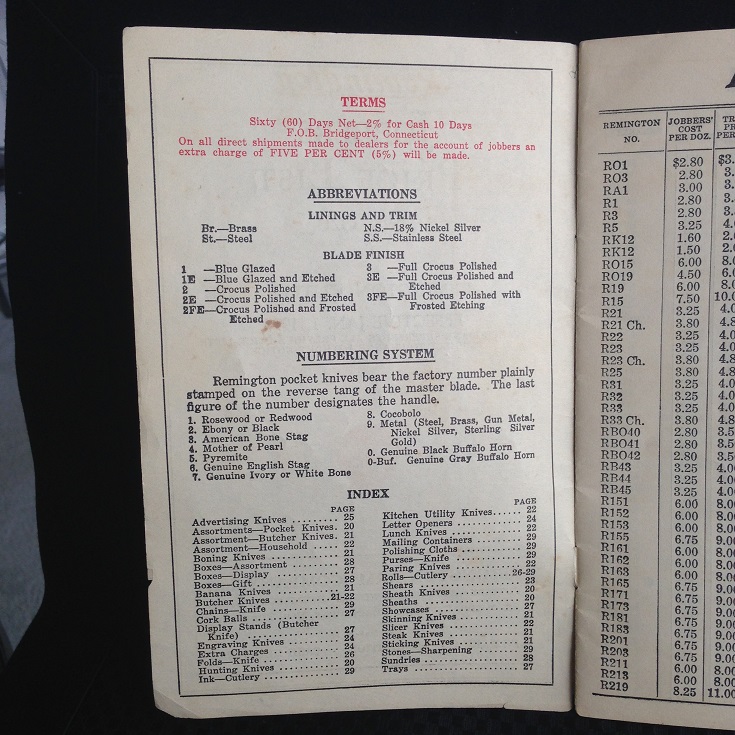 TERMS
Sixty (60) Days Net—2% for Cash 10 Days
F.O.B. Bridgeport, Connecticut
On all direct shipments made to dealers for the account of jobbers an
extra charge of FIVE PER CENT (5%) will be made.
ABBREVIATIONS
LININGS AND TRIM
Br.—Brass
St.—Steel
N.S.—18% Nickel Silver
S.S.—Stainless Steel
BLADE FINISH
1 —Blue Glazed
1E —Blue Glazed and Etched
2 —Crocus Polished
2E —Crocus Polished and Etched
2FE—Crocus Polished and Frosted
Etched
3 —Full Crocus Polished
3E —Full Crocus Polished and
Etched
3FE—Full Crocus Polished with
Frosted Etching
NUMBERING SYSTEM
Remington pocket knives bear the factory number plainly
stamped on the reverse tang of the master blade. The last
figure of the number designates the handle.
1. Rosewood or Redwood
2. Ebony or Black
3. American Bone Stag
4. Mother of Pearl
5. Pyremite
6. Genuine English Stag
7. Genuine Ivory or White Bone
8. Cocobolo
9. Metal (Steel, Brass, Gun Metal,
Nickel Silver, Sterling Silver
Gold)
0. Genuine Black Buffalo Horn
0-Buf. Genuine Gray Buffalo Horn
INDEX
PAGE
Advertising Knives ......... 25
Assortments—Pocket Knives. 20
Assortment—Butcher Knives. 21
Assortment—Household ..... 22
Boning Knives ............. 21
Boxes—Assortment ......... 28
Boxes—Display ............. 27
Boxes—Gift ................ 28
Banana Knives ............. 21
Butcher Knives ..........21-22
Chains—Knife .............. 29
Cork Balls ................. 27
Display Stands (Butcher
Knife) ................... 27
Engraving Knives .......... 24
Extra Charges .............. 26
Folds—Knife ................ 26
Hunting Knives ............. 20
Ink—Cutlery ................ 29
PAGE
Kitchen Utility Knives...... 22
Letter Openers ............. 24
Lunch Knives .............. 22
Mailing Containers ......... 29
Polishing Cloths ............ 29
Purses—Knife .............. 29
Paring Knives .............. 22
Rolls—Cutlery ............26-29
Shears ..................... 23
Sheath Knives .............. 20
Sheaths .................... 20
Showcases .................. 27
Skinning Knives ............ 21
Slicer Knives .............. 22
Steak Knives ............... 21
Sticking Knives ............ 21
Stones—Sharpening ......... 29
Sundries ................... 28
Trays ...................... 27
REMINGTON NO. JOBBERS' COST PER DOZ.
RO1 $2.80
RO3 2.80
RA1 3.00
R1 2.80
R3 2.80
R5 3.25
RK12 1.60
RK12 1.50
RO15 6.00
RO19 4.50
R19 6.00
R15 7.50
R21 3.25
R21 Ch. 3.80
R22 3.25
R23 3.25
R23 Ch. 3.80
R25 3.80
R31 3.25
R32 3.25
R33 3.25
R33 Ch. 3.80
RBO40 2.80
RBO41 2.80
RBO42 2.80
RB43 3.25
RB44 3.25
RB45 3.25
R151 6.00
R152 6.00
R153 6.00
R155 6.75
R161 6.00
R162 6.00
R163 6.00
R165 6.75
R171 6.75
R173 6.75
R181 6.75
R183 6.75
R201 6.75
R203 6.75
R211 6.00
R213 6.00
R219 8.25